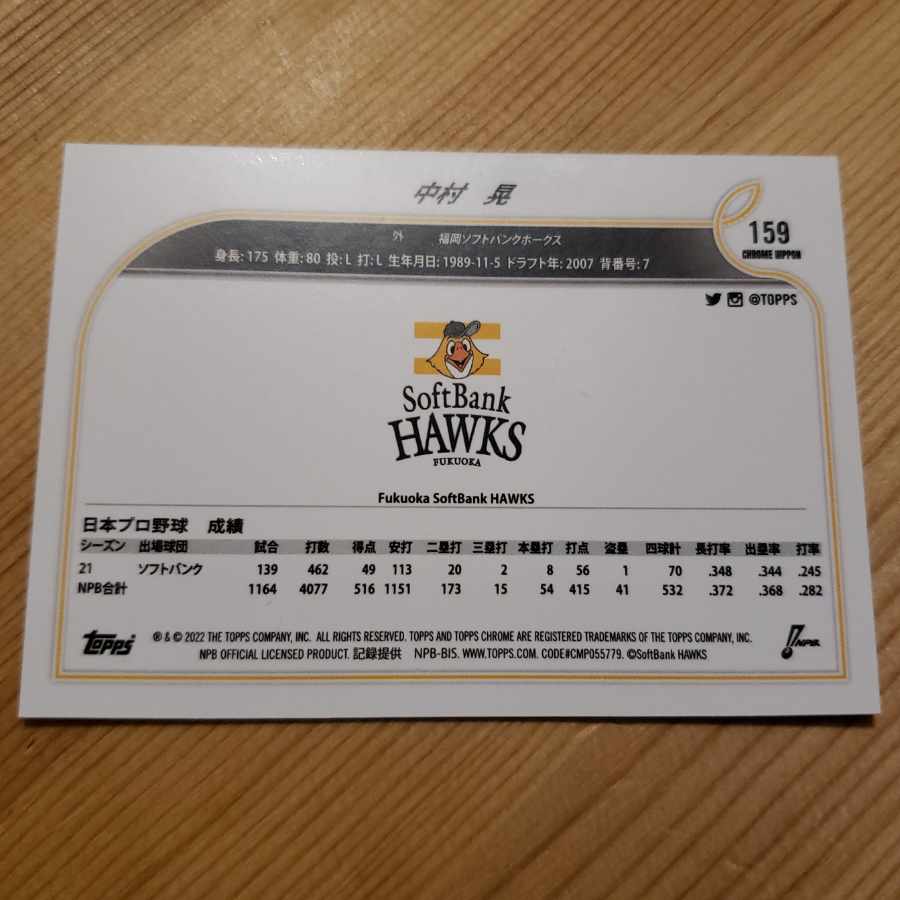 中村 晃
外 福岡ソフトバンクホークス
身長: 175 体重: 80 投: L 打: L 生年月日: 1989-11-5 ドラフト年: 2007 背番号: 7
159
CHROME NIPPON
@TOPPS
SoftBank
HAWKS
FUKUOKA
Fukuoka SoftBank HAWKS
日本プロ野球 成績
シーズン 出場球団 試合 打数 得点 安打 二塁打 三塁打 本塁打 打点 盗塁 四球計 長打率 出塁率 打率
21 ソフトバンク 139 462 49 113 20 2 8 56 1 70 .348 .344 .245
NPB合計 1164 4077 516 1151 173 15 54 415 41 532 .372 .368 .282
Topps
® & © 2022 THE TOPPS COMPANY, INC. ALL RIGHTS RESERVED. TOPPS AND TOPPS CHROME ARE REGISTERED TRADEMARKS OF THE TOPPS COMPANY, INC.
NPB OFFICIAL LICENSED PRODUCT. 記録提供 NPB-BIS. WWW.TOPPS.COM. CODE#CMP055779. ©SoftBank HAWKS
NPB